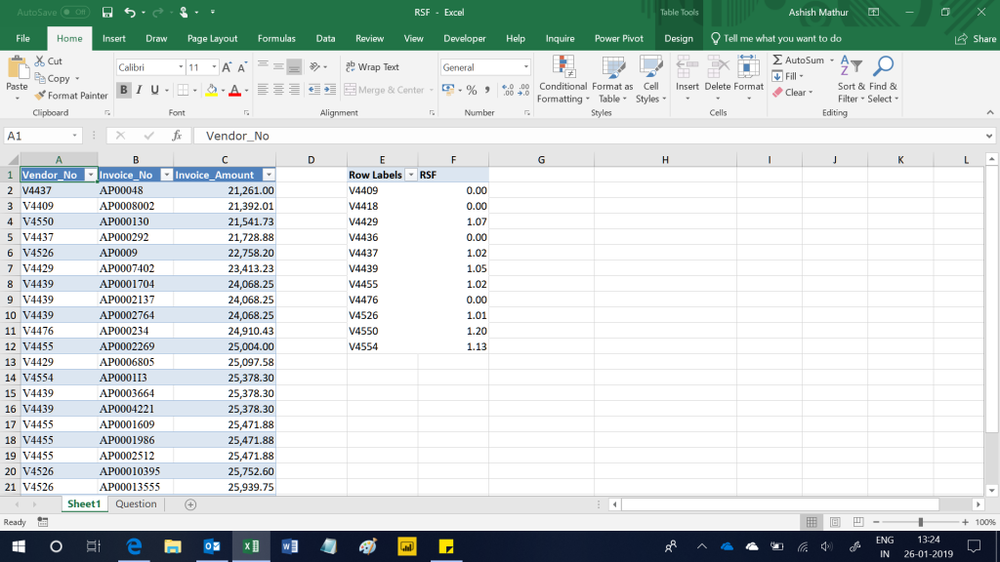 AutoSave Off RSF - Excel Table Tools Ashish Mathur
File Home Insert Draw Page Layout Formulas Data Review View Developer Help Inquire Power Pivot Design Tell me what you want to do Share
Paste Cut Copy Format Painter Clipboard
Calibri 11 B I U A Font
Wrap Text Merge & Center Alignment
General % Number
Conditional Formatting Format as Table Cell Styles Styles
Insert Delete Format Cells
AutoSum Fill Clear Sort & Filter Find & Select Editing
A1 fx Vendor_No
A B C D E F G H I J K L
1 Vendor_No Invoice_No Invoice_Amount Row Labels RSF
2 V4437 AP00048 21,261.00 V4409 0.00
3 V4409 AP0008002 21,392.01 V4418 0.00
4 V4550 AP000130 21,541.73 V4429 1.07
5 V4437 AP000292 21,728.88 V4436 0.00
6 V4526 AP0009 22,758.20 V4437 1.02
7 V4429 AP0007402 23,413.23 V4439 1.05
8 V4439 AP0001704 24,068.25 V4455 1.02
9 V4439 AP0002137 24,068.25 V4476 0.00
10 V4439 AP0002764 24,068.25 V4526 1.01
11 V4476 AP000234 24,910.43 V4550 1.20
12 V4455 AP0002269 25,004.00 V4554 1.13
13 V4429 AP0006805 25,097.58
14 V4554 AP0001I3 25,378.30
15 V4439 AP0003664 25,378.30
16 V4439 AP0004221 25,378.30
17 V4455 AP0001609 25,471.88
18 V4455 AP0001986 25,471.88
19 V4455 AP0002512 25,471.88
20 V4526 AP00010395 25,752.60
21 V4526 AP00013555 25,939.75
Sheet1 Question
Ready 100%
ENG 13:24
IN 26-01-2019